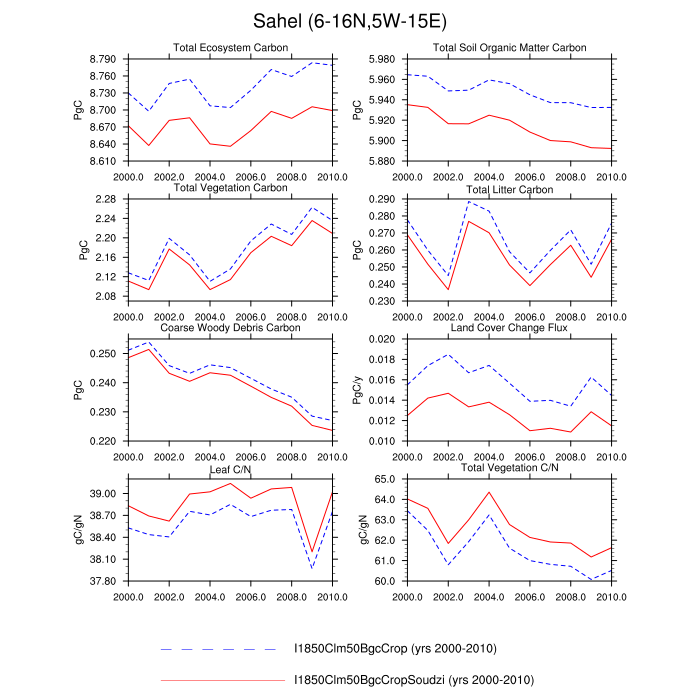 Sahel (6-16N,5W-15E)
Total Ecosystem Carbon
Total Soil Organic Matter Carbon
PgC
8.790
8.760
8.730
8.700
8.670
8.640
8.610
2000.0 2002.0 2004.0 2006.0 2008.0 2010.0
PgC
5.980
5.960
5.940
5.920
5.900
5.880
2000.0 2002.0 2004.0 2006.0 2008.0 2010.0
Total Vegetation Carbon
Total Litter Carbon
PgC
2.28
2.24
2.20
2.16
2.12
2.08
2000.0 2002.0 2004.0 2006.0 2008.0 2010.0
PgC
0.290
0.280
0.270
0.260
0.250
0.240
0.230
2000.0 2002.0 2004.0 2006.0 2008.0 2010.0
Coarse Woody Debris Carbon
Land Cover Change Flux
PgC
0.250
0.240
0.230
0.220
2000.0 2002.0 2004.0 2006.0 2008.0 2010.0
PgC/y
0.020
0.018
0.016
0.014
0.012
0.010
2000.0 2002.0 2004.0 2006.0 2008.0 2010.0
Leaf C/N
Total Vegetation C/N
gC/gN
39.00
38.70
38.40
38.10
37.80
2000.0 2002.0 2004.0 2006.0 2008.0 2010.0
gC/gN
65.0
64.0
63.0
62.0
61.0
60.0
2000.0 2002.0 2004.0 2006.0 2008.0 2010.0
I1850Clm50BgcCrop (yrs 2000-2010)
I1850Clm50BgcCropSoudzi (yrs 2000-2010)